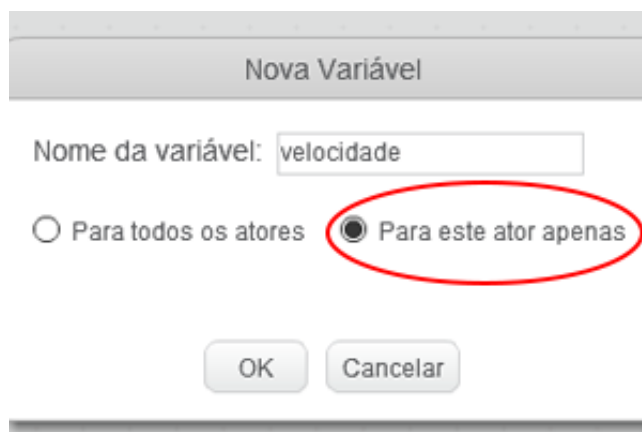 Nova Variável
Nome da variável: velocidade
Para todos os atores Para este ator apenas
OK Cancelar